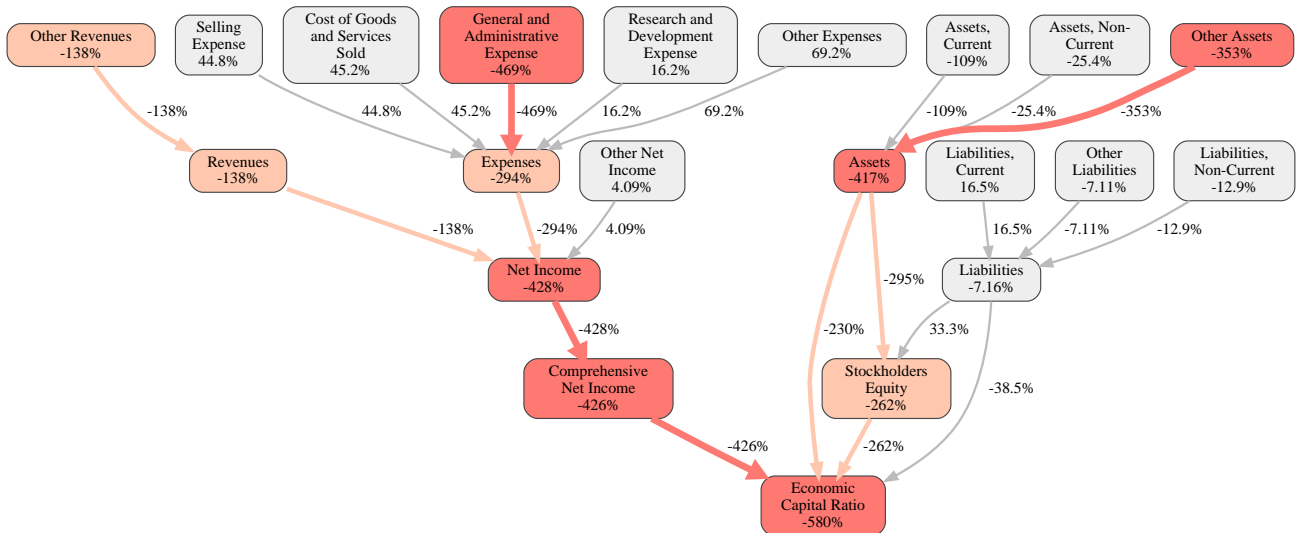 Other Revenues
-138%
Selling
Expense
44.8%
Cost of Goods
and Services
Sold
45.2%
General and
Administrative
Expense
-469%
Research and
Development
Expense
16.2%
Other Expenses
69.2%
Assets,
Current
-109%
Assets, Non-
Current
-25.4%
Other Assets
-353%
-138%
44.8%
45.2%
-469%
16.2%
69.2%
-109%
-25.4%
-353%
Revenues
-138%
Expenses
-294%
Other Net
Income
4.09%
Assets
-417%
Liabilities,
Current
16.5%
Other
Liabilities
-7.11%
Liabilities,
Non-Current
-12.9%
-138%
-294%
4.09%
16.5%
-7.11%
-12.9%
Net Income
-428%
-295%
Liabilities
-7.16%
-428%
-230%
33.3%
Comprehensive
Net Income
-426%
Stockholders
Equity
-262%
-38.5%
-426%
-262%
Economic
Capital Ratio
-580%